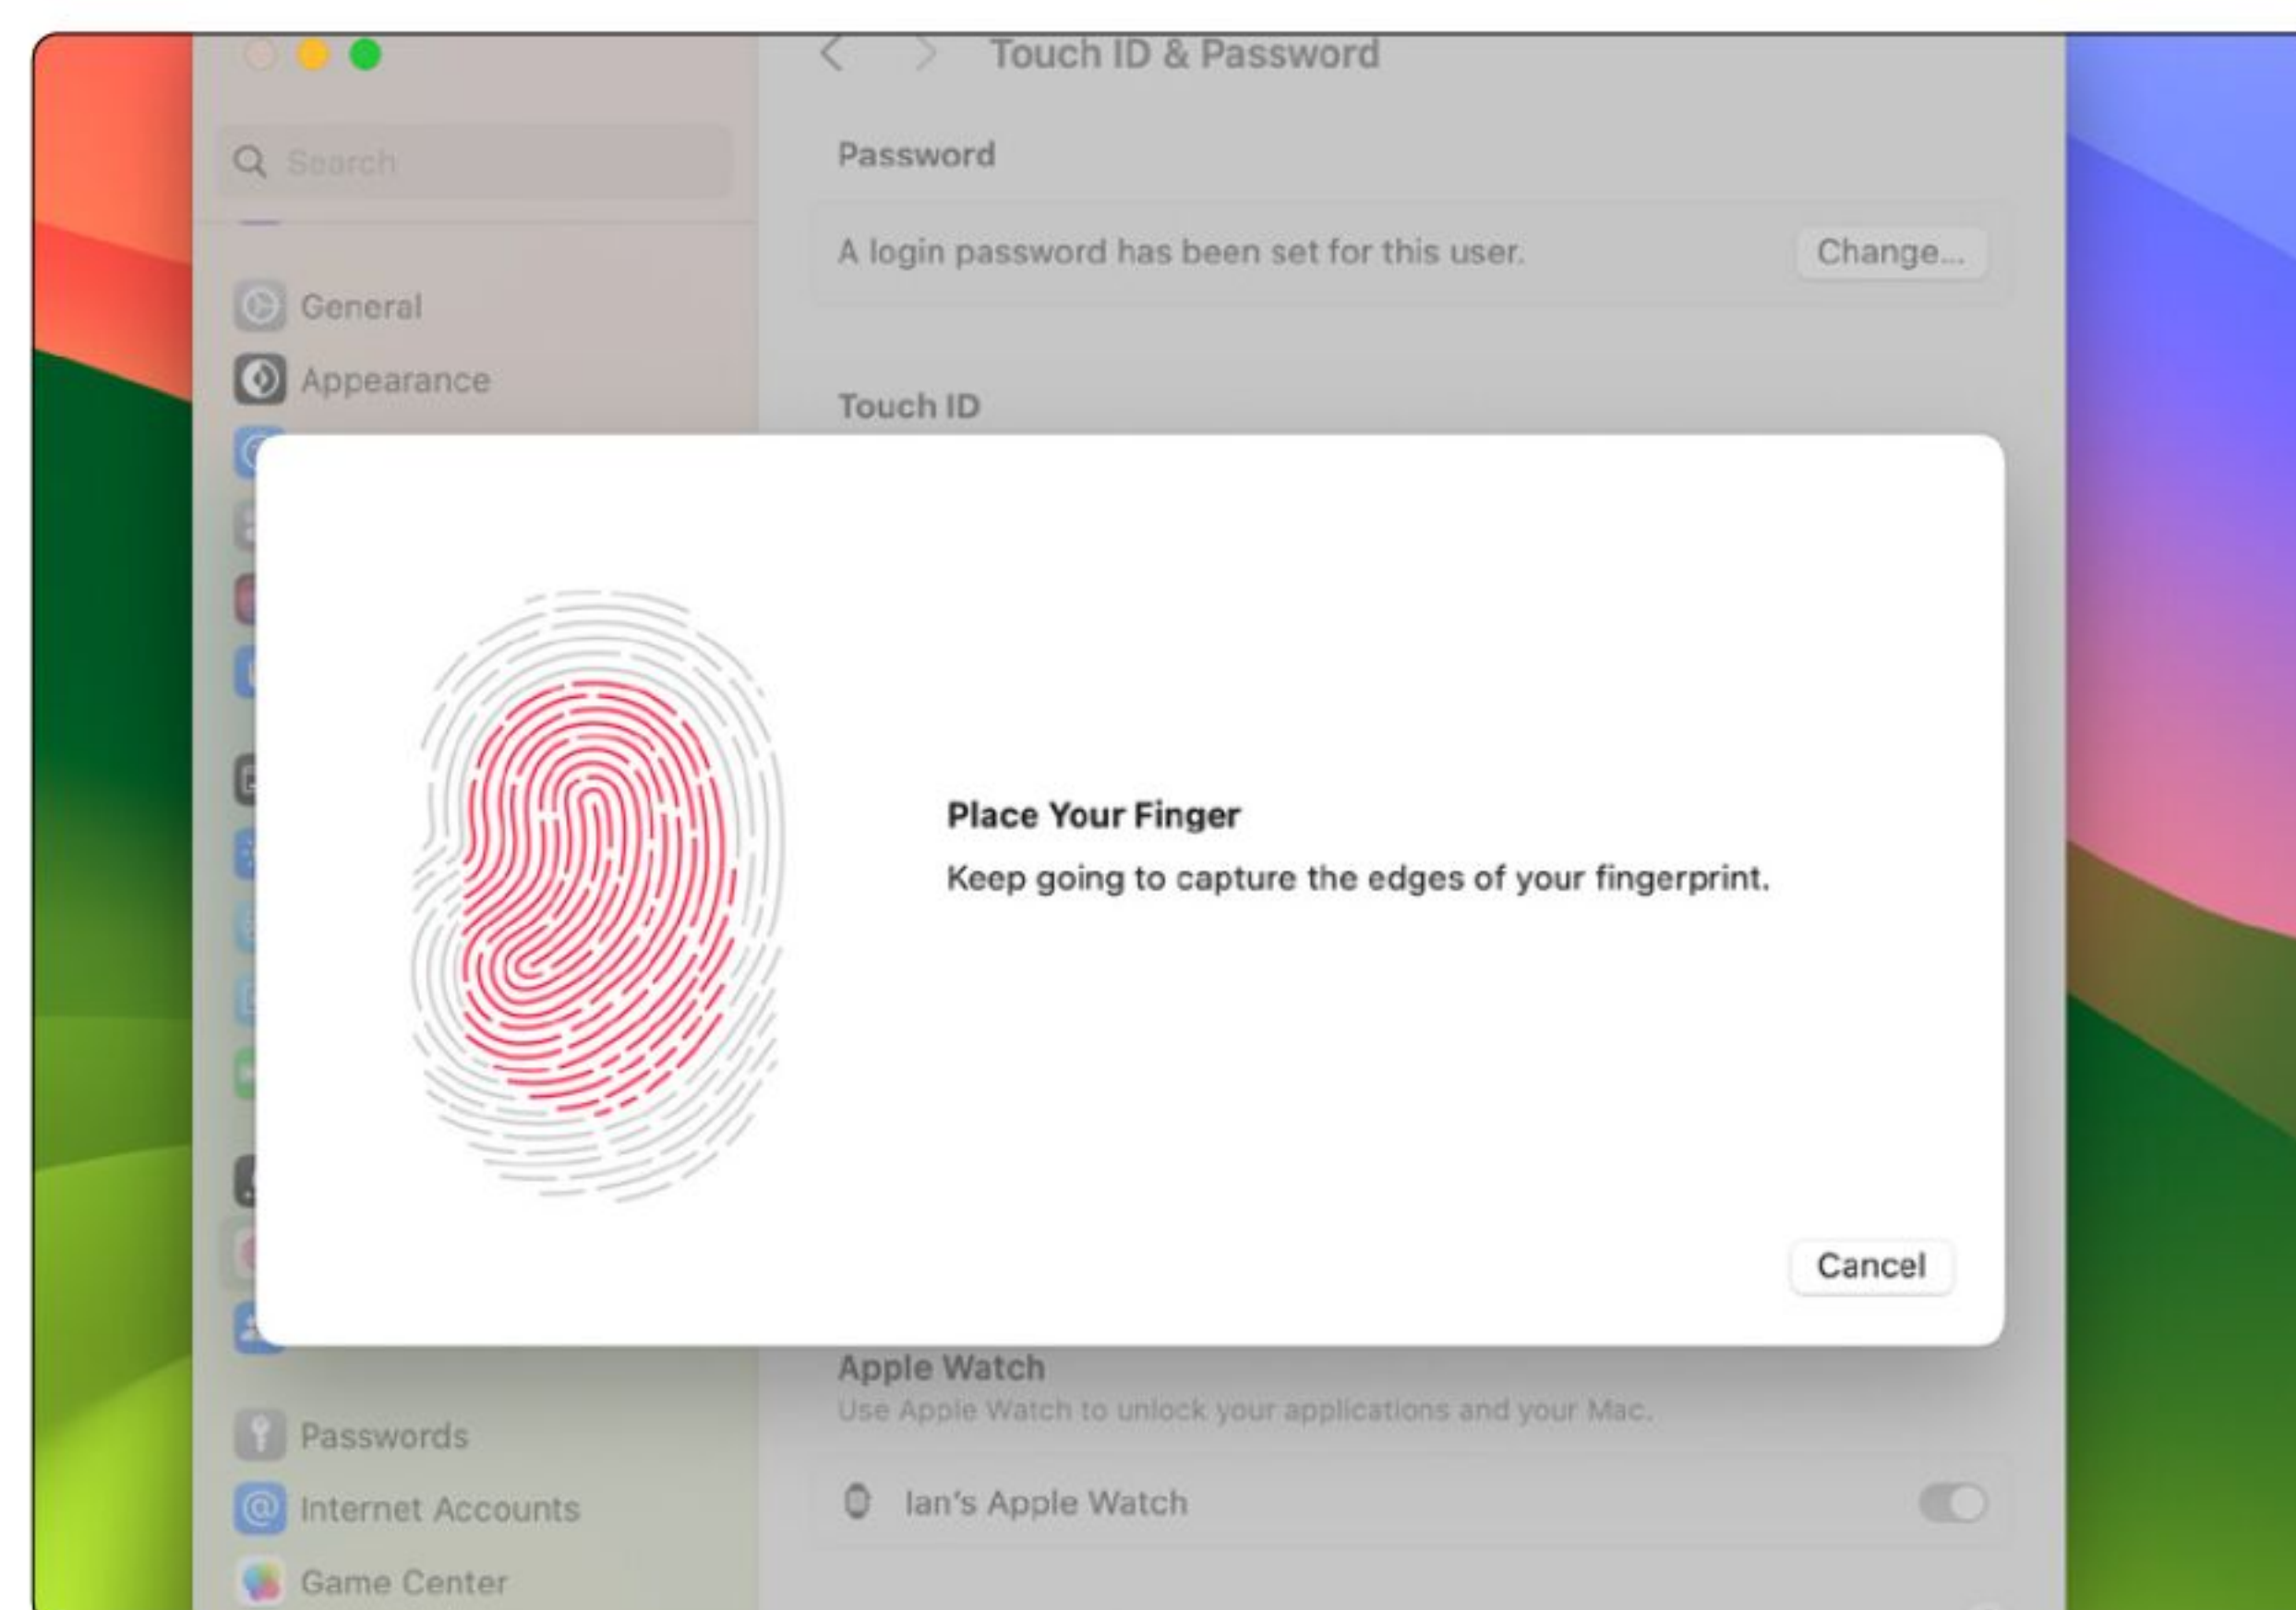 Touch ID & Password
Search
Password
A login password has been set for this user.
Change...
General
Appearance
Touch ID
Place Your Finger
Keep going to capture the edges of your fingerprint.
Cancel
Apple Watch
Use Apple Watch to unlock your applications and your Mac.
Passwords
Ian's Apple Watch
Internet Accounts
Game Center